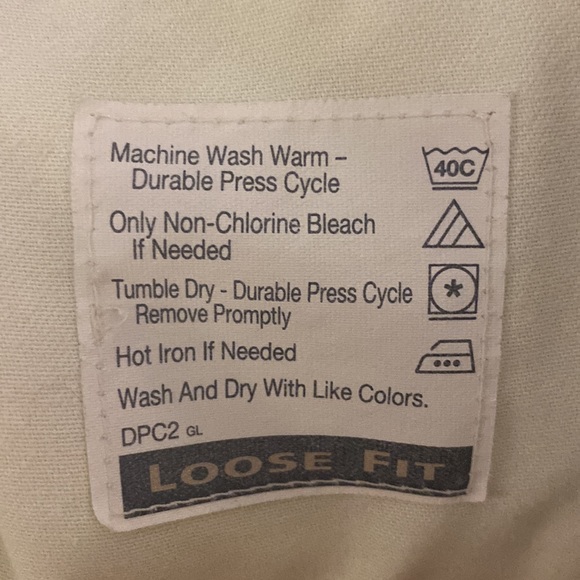 Machine Wash Warm –
Durable Press Cycle
40C
Only Non-Chlorine Bleach
If Needed
Tumble Dry - Durable Press Cycle
Remove Promptly
Hot Iron If Needed
Wash And Dry With Like Colors.
DPC2 GL
LOOSE FIT